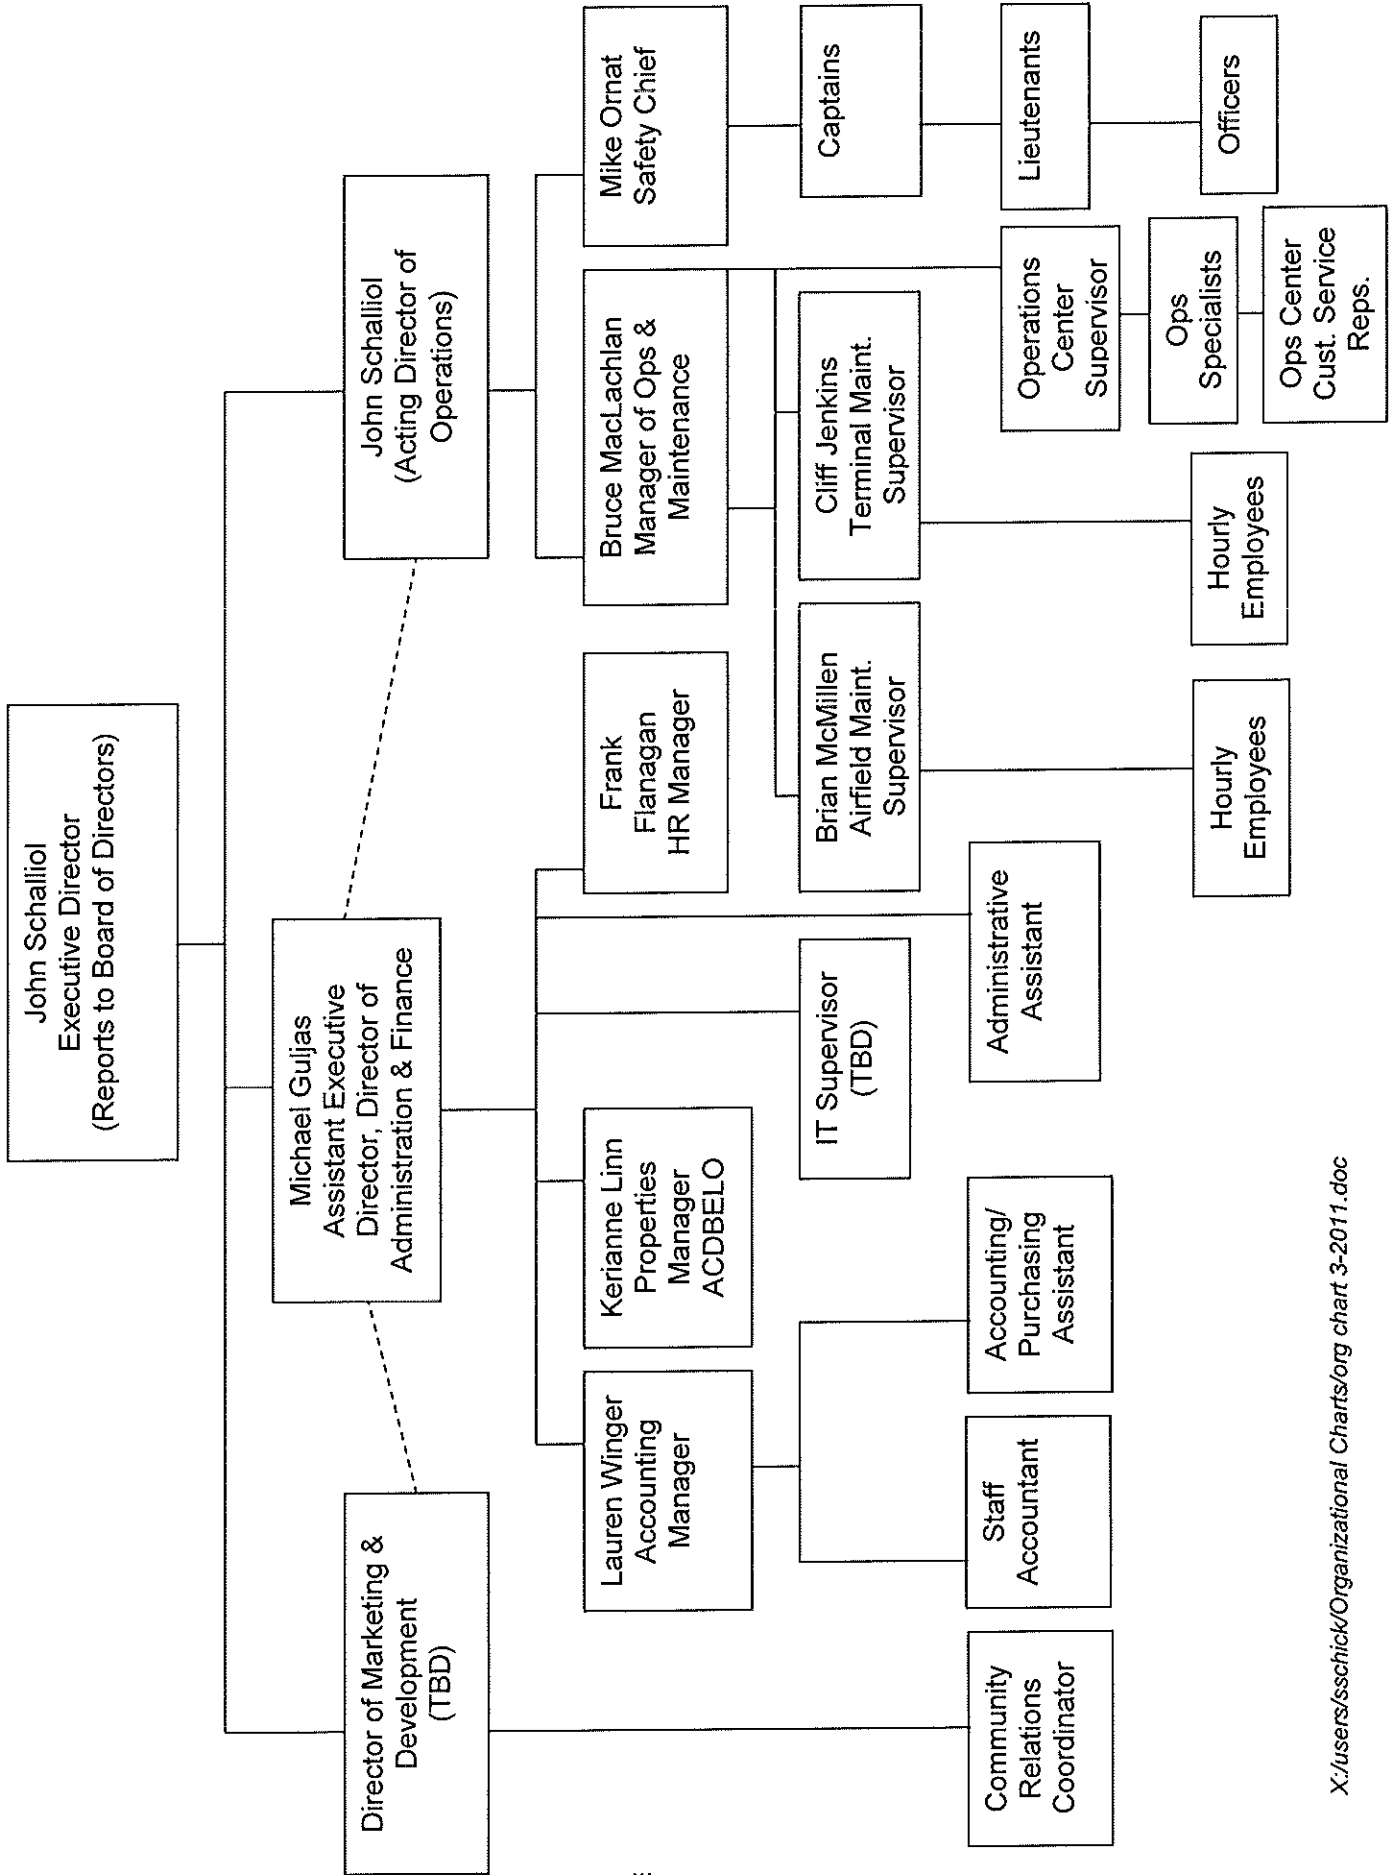 John Schalliol
Executive Director
(Reports to Board of Directors)
Director of Marketing &
Development
(TBD)
Michael Guljas
Assistant Executive
Director, Director of
Administration & Finance
John Schalliol
(Acting Director of
Operations)
Lauren Winger
Accounting
Manager
Kerianne Linn
Properties
Manager
ACDBELO
Frank
Flanagan
HR Manager
Bruce MacLachlan
Manager of Ops &
Maintenance
Mike Ornat
Safety Chief
IT Supervisor
(TBD)
Brian McMillen
Airfield Maint.
Supervisor
Cliff Jenkins
Terminal Maint.
Supervisor
Captains
Community
Relations
Coordinator
Staff
Accountant
Accounting/
Purchasing
Assistant
Administrative
Assistant
Operations
Center
Supervisor
Lieutenants
Ops
Specialists
Hourly
Employees
Hourly
Employees
Officers
Ops Center
Cust. Service
Reps.
X:/users/sschick/Organizational Charts/org chart 3-2011.doc